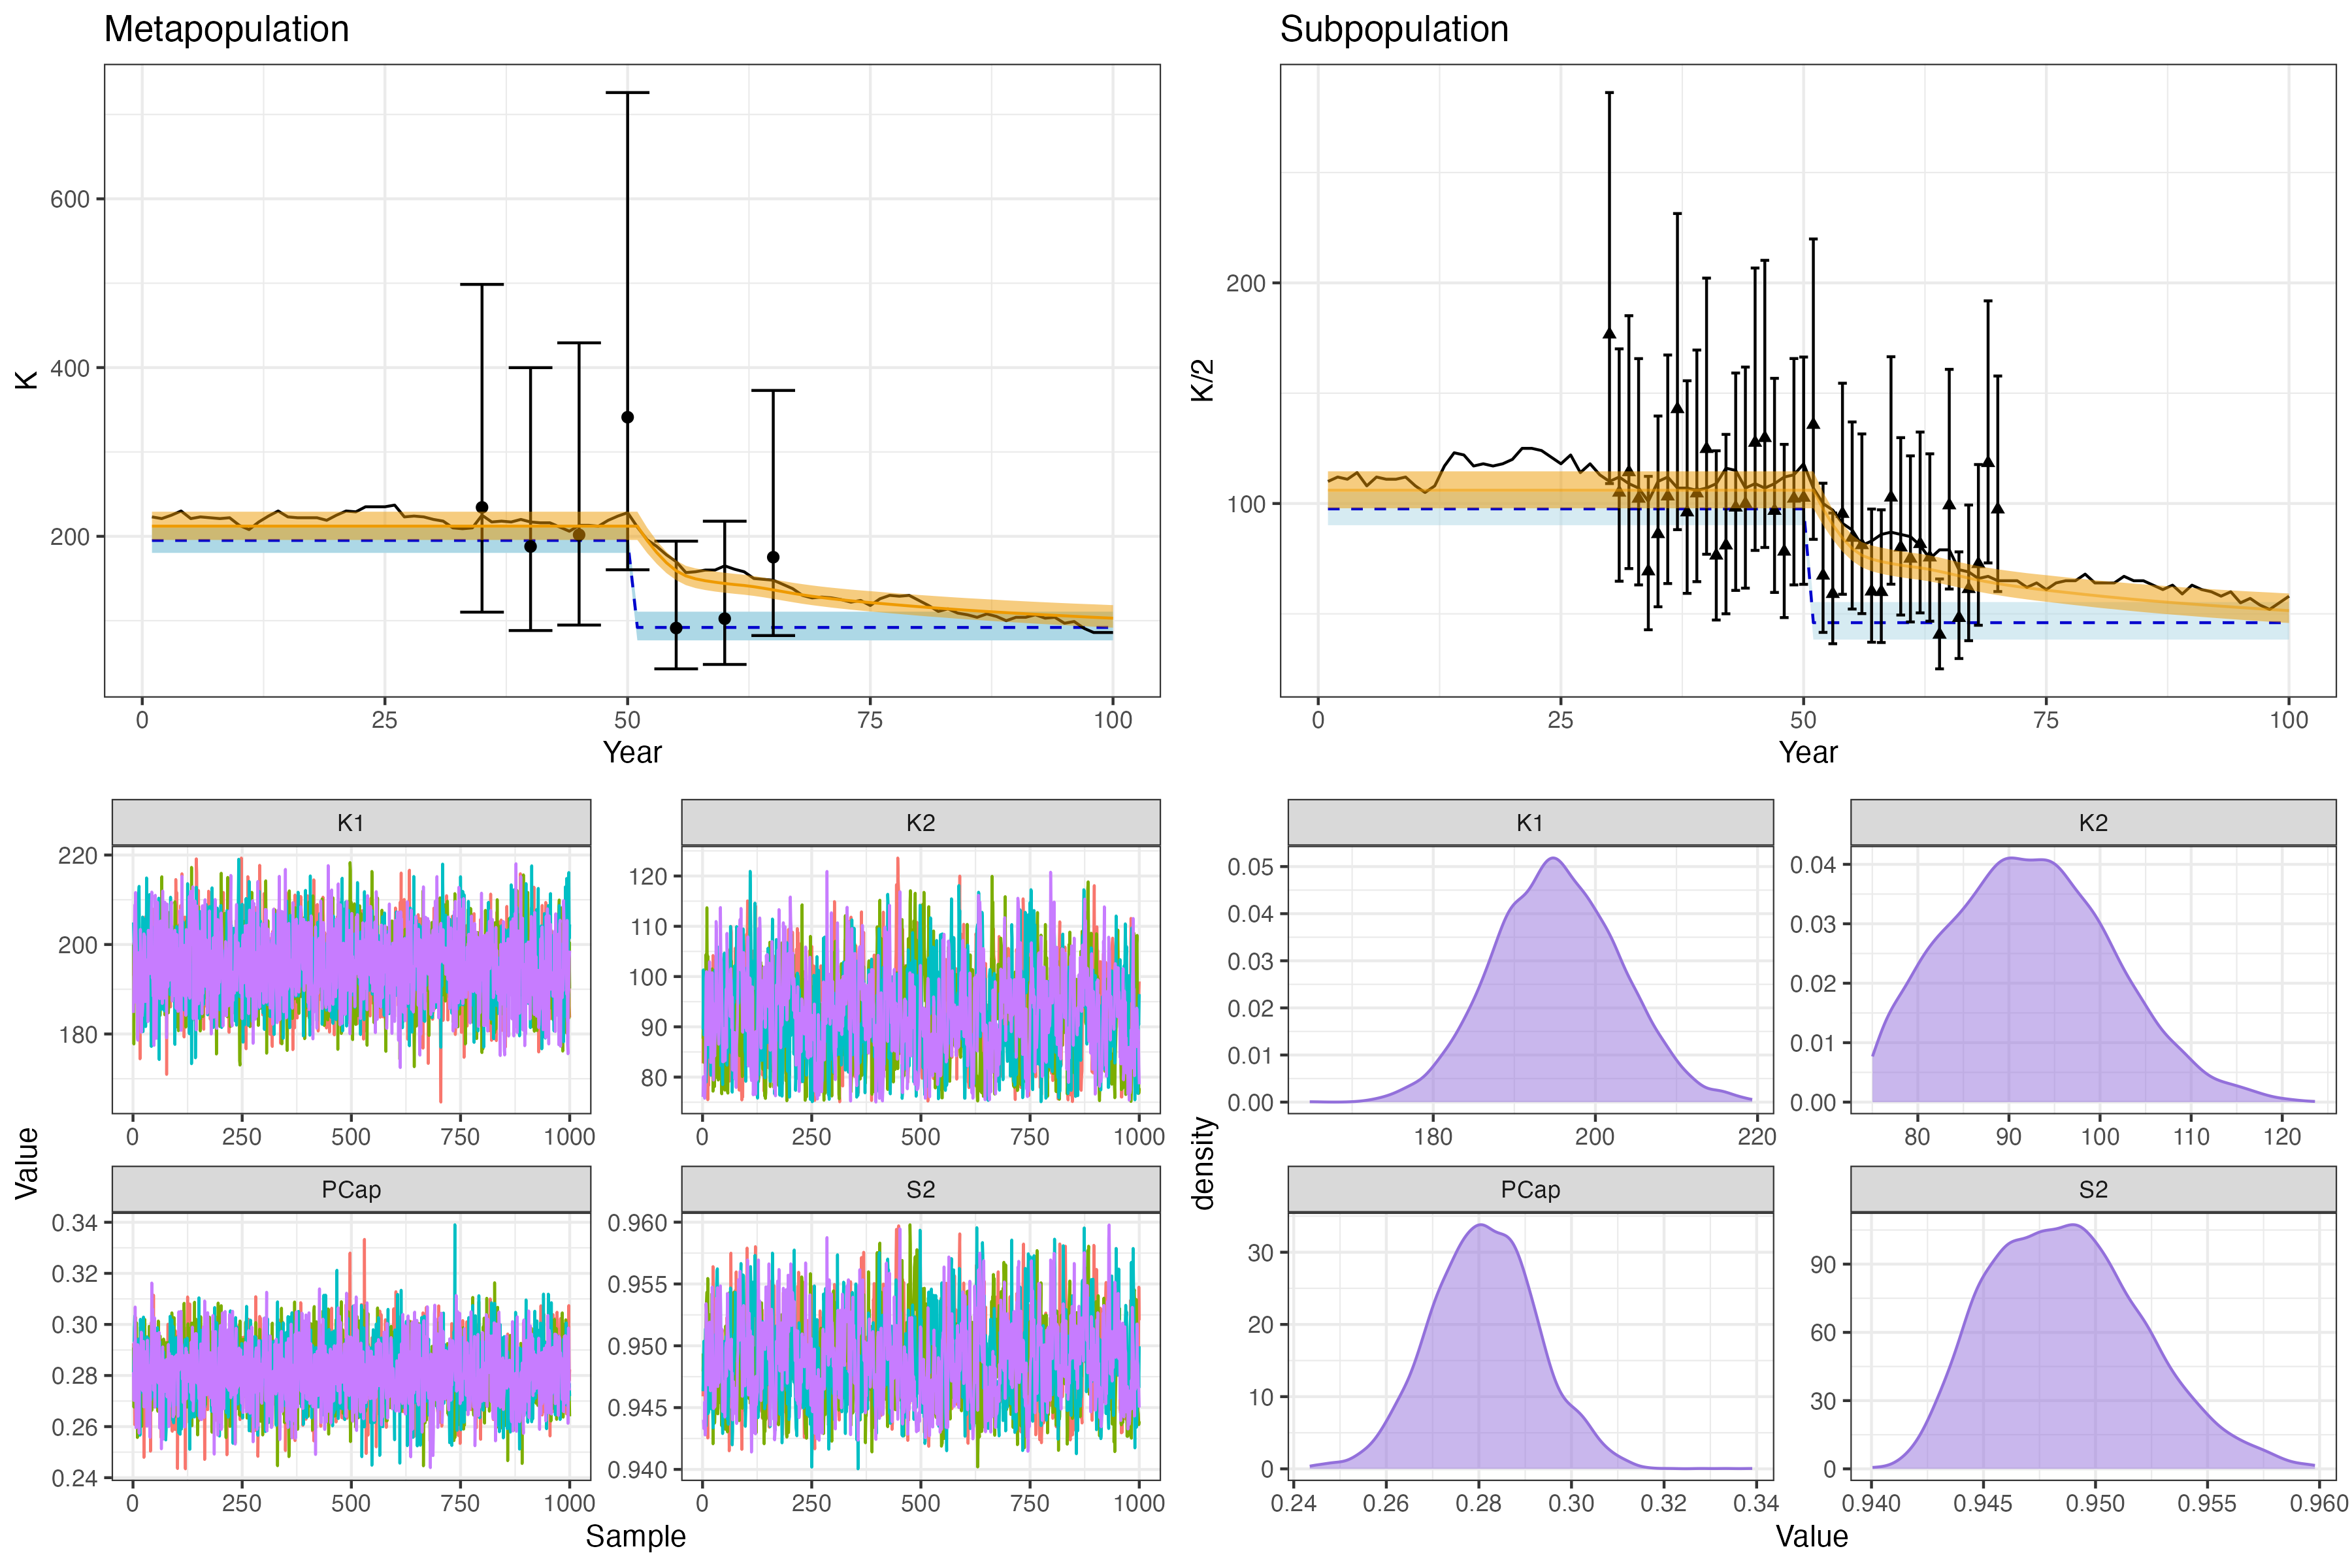 Metapopulation
K
600
400
200
0 25 50 75 100
Year
Subpopulation
K/2
200
100
0 25 50 75 100
Year
Value
K1
220
200
180
0 250 500 750 1000
K2
120
110
100
90
80
0 250 500 750 1000
PCap
0.34
0.32
0.30
0.28
0.26
0.24
0 250 500 750 1000
S2
0.960
0.955
0.950
0.945
0.940
0 250 500 750 1000
Sample
density
K1
0.05
0.04
0.03
0.02
0.01
0.00
180 200 220
K2
0.04
0.03
0.02
0.01
0.00
80 90 100 110 120
PCap
30
20
10
0
0.24 0.26 0.28 0.30 0.32 0.34
S2
90
60
30
0
0.940 0.945 0.950 0.955 0.960
Value